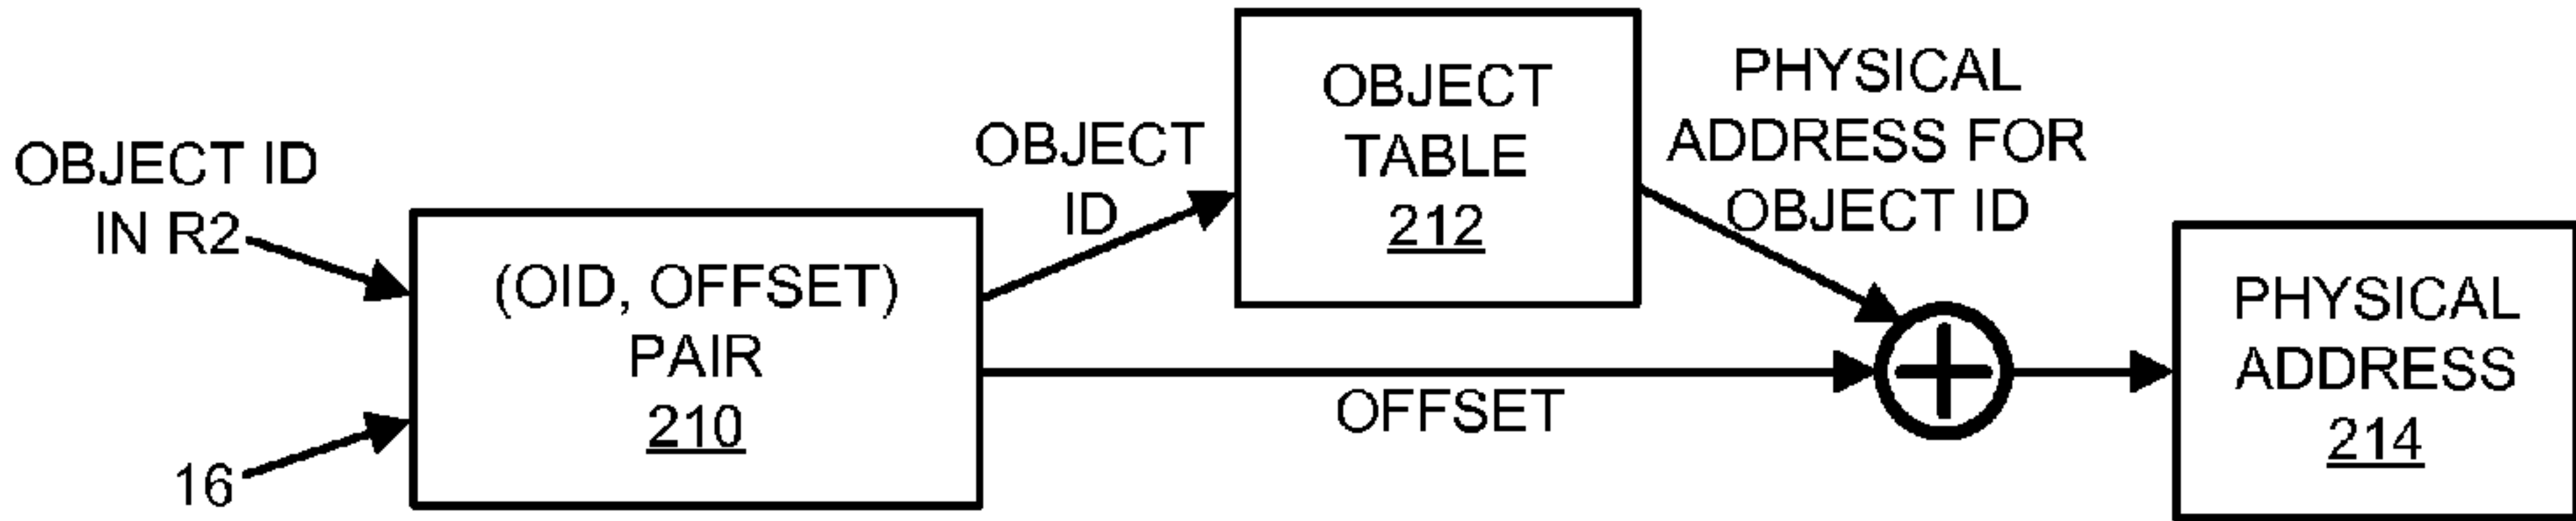 OBJECT ID
IN R2
16
(OID, OFFSET)
PAIR
210
OBJECT
ID
OFFSET
OBJECT
TABLE
212
PHYSICAL
ADDRESS FOR
OBJECT ID
PHYSICAL
ADDRESS
214